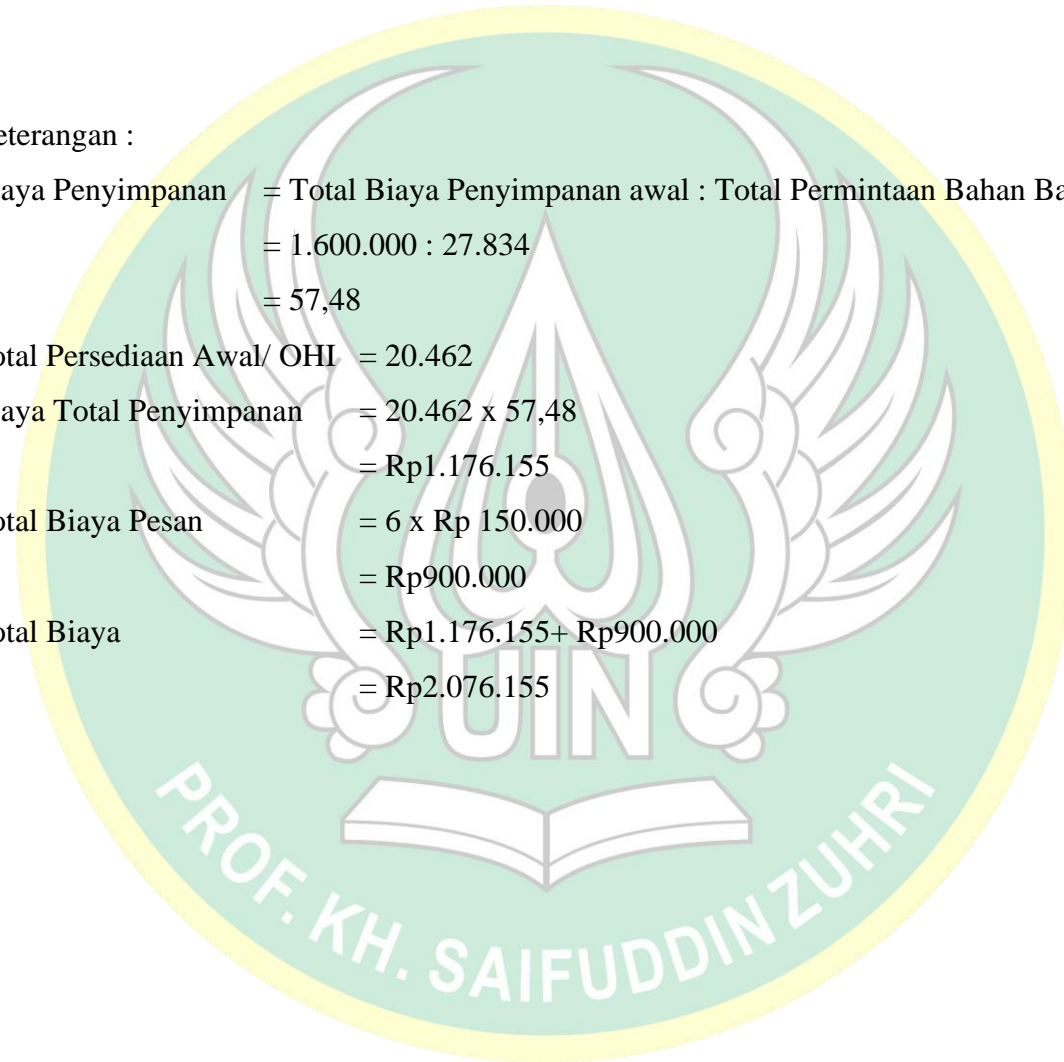 eterangan :
aya Penyimpanan = Total Biaya Penyimpanan awal : Total Permintaan Bahan Ba
= 1.600.000 : 27.834
= 57,48
otal Persediaan Awal/ OHI = 20.462
aya Total Penyimpanan = 20.462 x 57,48
= Rp1.176.155
otal Biaya Pesan = 6 x Rp 150.000
= Rp900.000
otal Biaya = Rp1.176.155+ Rp900.000
= Rp2.076.155
UIN
PROF. KH. SAIFUDDIN ZUHRI